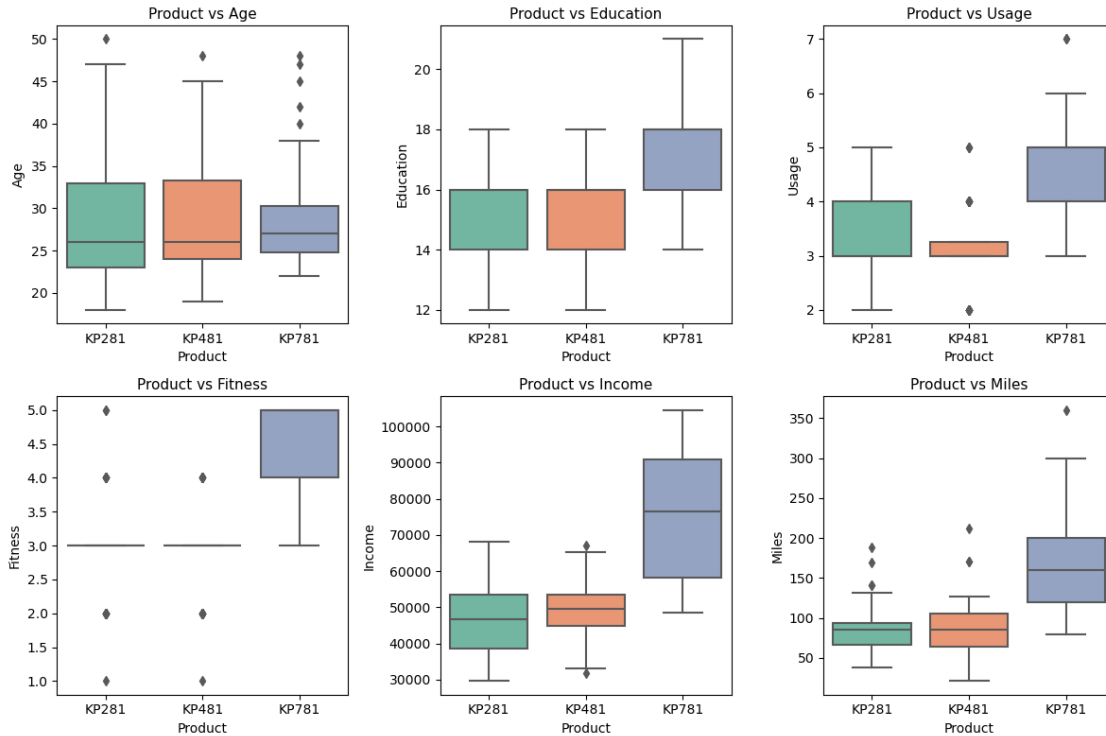 Product vs Age
50
45
40
35
30
25
20
Age
KP281 KP481 KP781
Product
Product vs Education
20
18
16
14
12
Education
KP281 KP481 KP781
Product
Product vs Usage
7
6
5
4
3
2
Usage
KP281 KP481 KP781
Product
Product vs Fitness
5.0
4.5
4.0
3.5
3.0
2.5
2.0
1.5
1.0
Fitness
KP281 KP481 KP781
Product
Product vs Income
100000
90000
80000
70000
60000
50000
40000
30000
Income
KP281 KP481 KP781
Product
Product vs Miles
350
300
250
200
150
100
50
Miles
KP281 KP481 KP781
Product